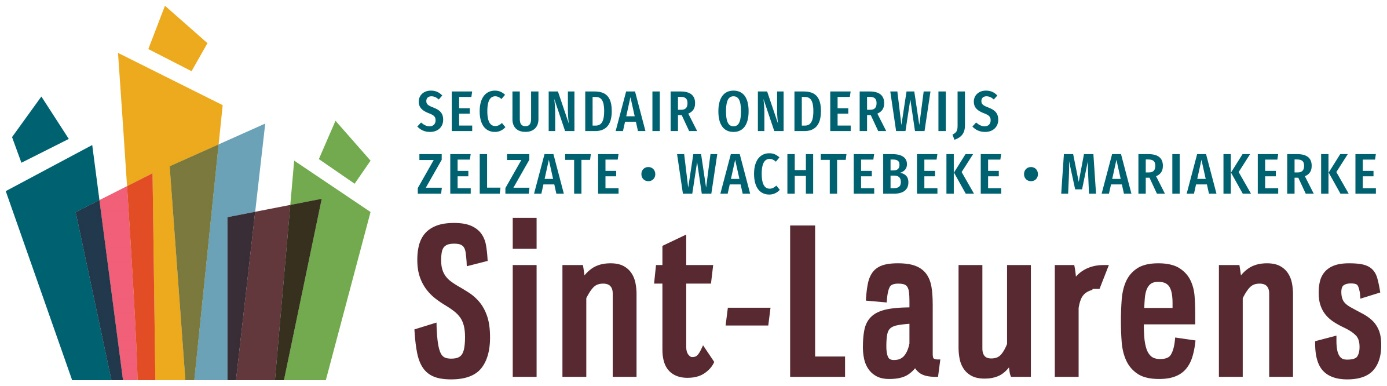 SECUNDAIR ONDERWIJS
ZELZATE • WACHTEBEKE • MARIAKERKE
Sint-Laurens